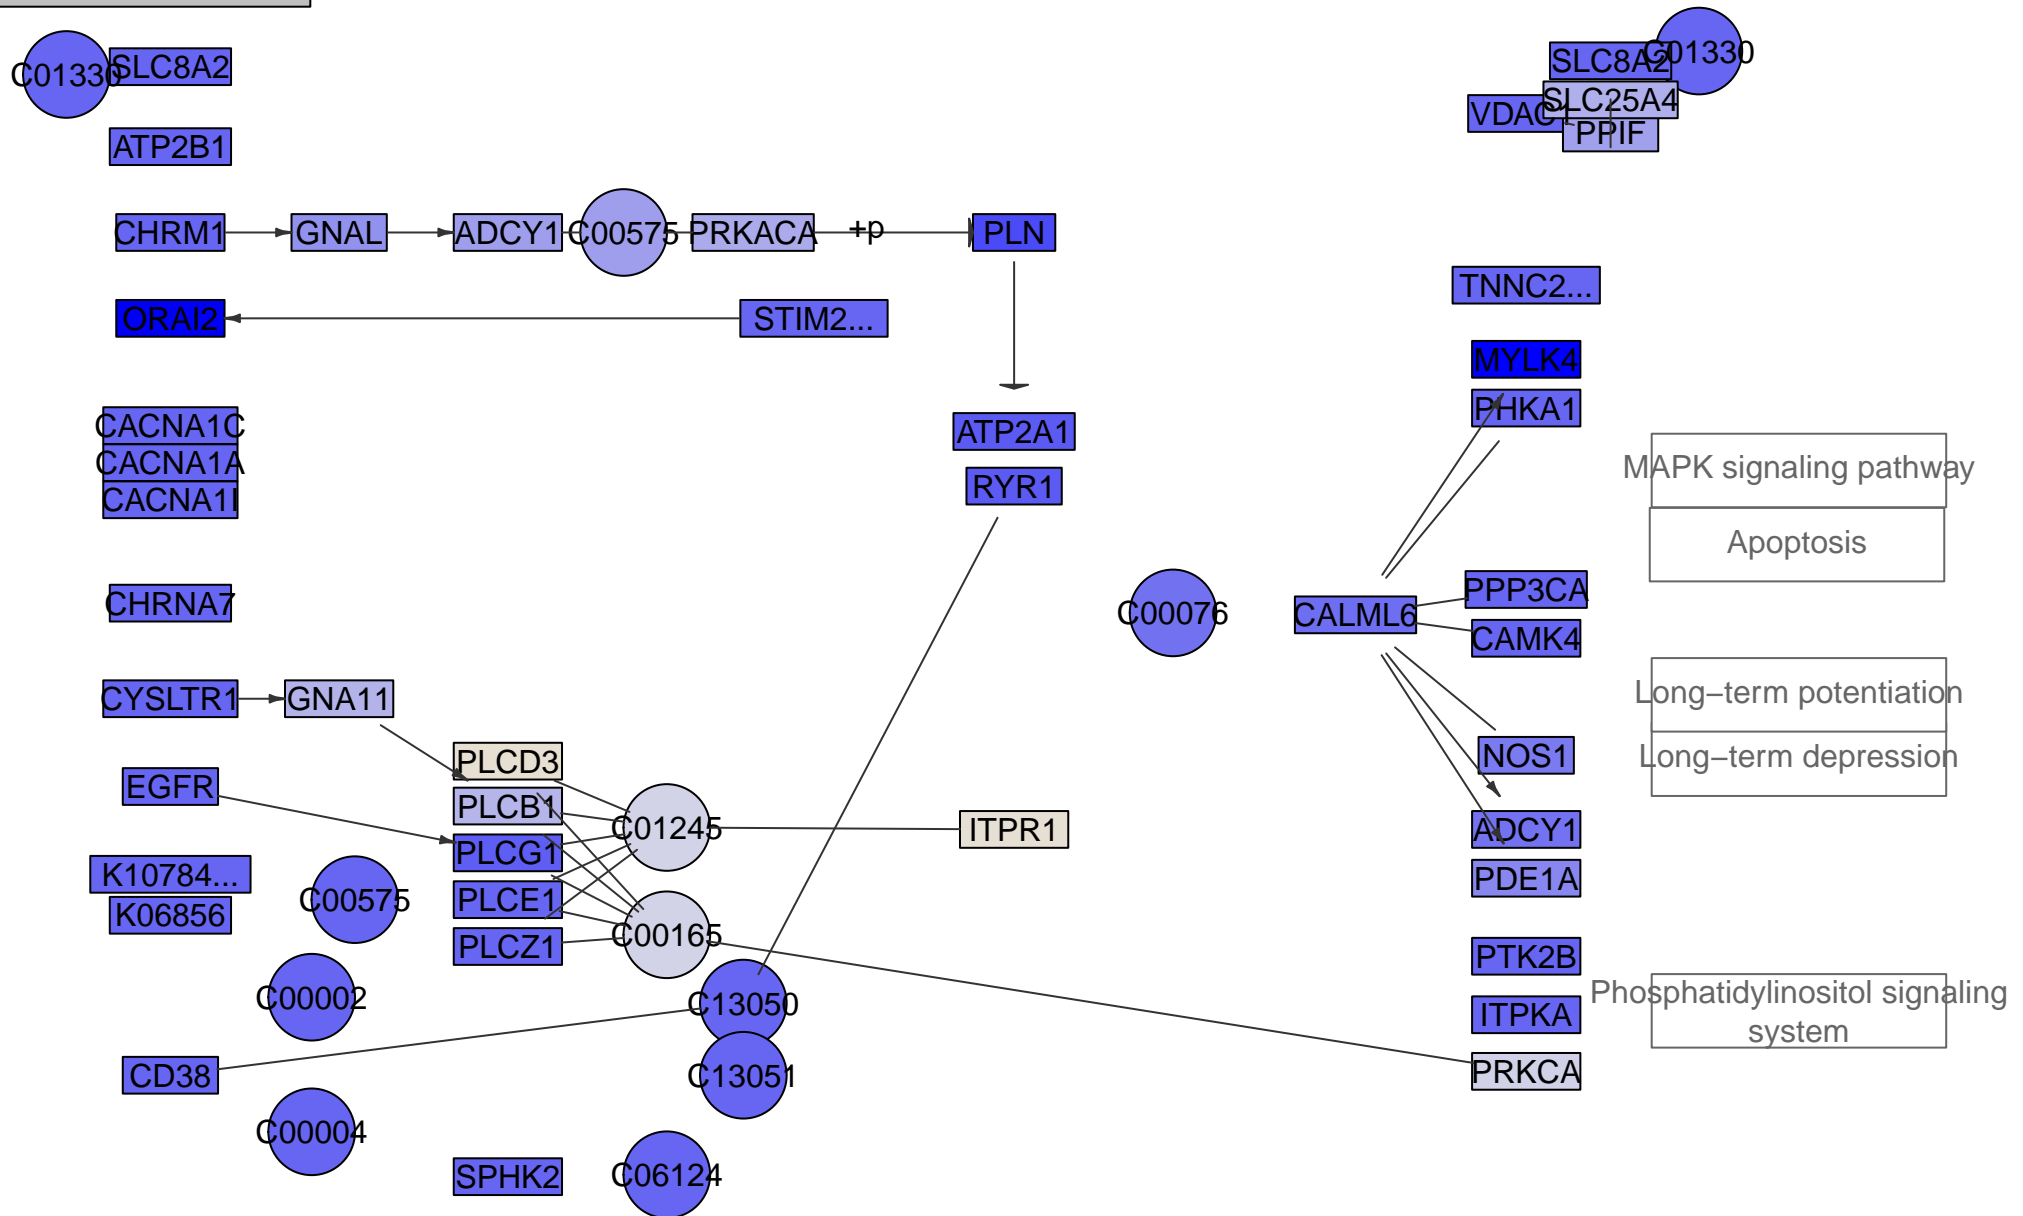 C01330
SLC8A2
SLC8A2
C01330
SLC25A4
VDAC1
PPIF
ATP2B1
CHRM1
GNAL
ADCY1
C00575
PRKACA
+p
PLN
TNNC2...
ORAI2
STIM2...
MYLK4
PHKA1
CACNA1C
CACNA1A
CACNA1I
ATP2A1
RYR1
MAPK signaling pathway
Apoptosis
CHRNA7
C00076
CALML6
PPP3CA
CAMK4
CYSLTR1
GNA11
Long−term potentiation
Long−term depression
PLCD3
NOS1
EGFR
PLCB1
C01245
ITPR1
ADCY1
PLCG1
K10784...
K06856
C00575
PLCE1
PDE1A
PLCZ1
C00165
PTK2B
C00002
C13050
ITPKA
Phosphatidylinositol signaling
system
CD38
C13051
PRKCA
C00004
SPHK2
C06124